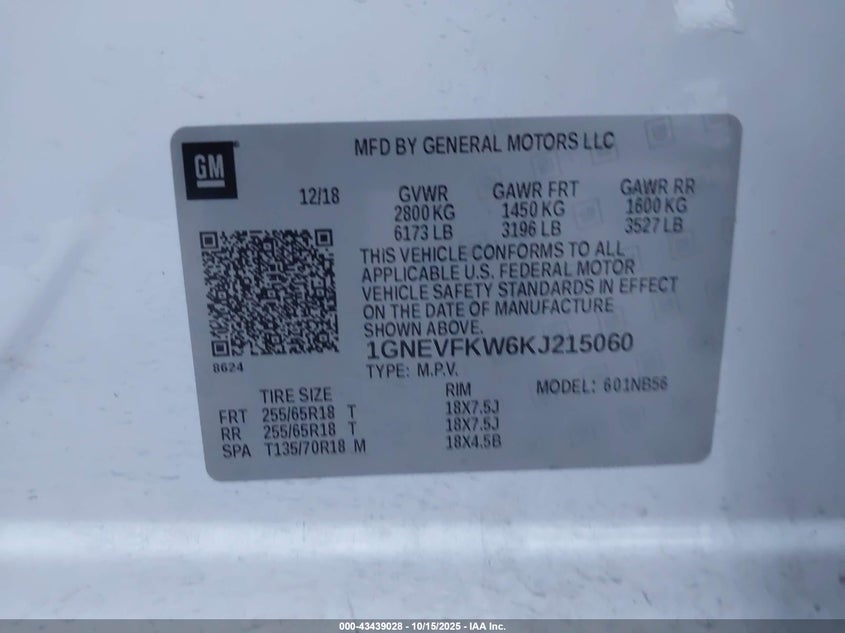 GM
MFD BY GENERAL MOTORS LLC
12/18
GVWR GAWR FRT GAWR RR
2800 KG 1450 KG 1600 KG
6173 LB 3196 LB 3527 LB
THIS VEHICLE CONFORMS TO ALL
APPLICABLE U.S. FEDERAL MOTOR
VEHICLE SAFETY STANDARDS IN EFFECT
ON THE DATE OF MANUFACTURE
SHOWN ABOVE.
1GNEVFKW6KJ215060
8624
TYPE: M.P.V. MODEL: 601NB56
TIRE SIZE RIM
FRT 255/65R18 T 18X7.5J
RR 255/65R18 T 18X7.5J
SPA T135/70R18 M 18X4.5B
000-43439028 - 10/15/2025 - IAA Inc.